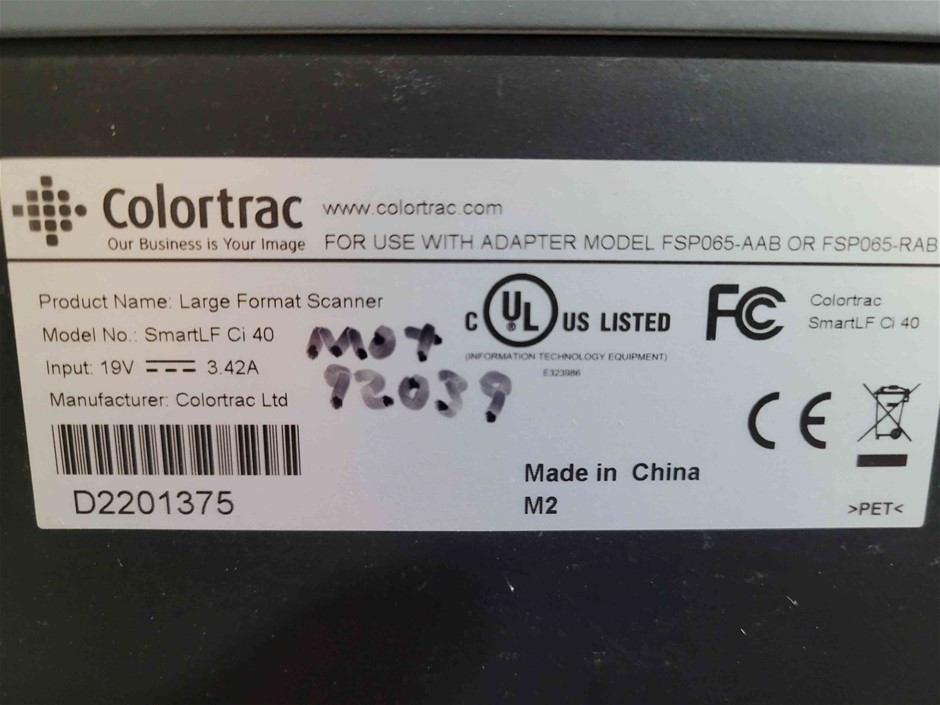 Colortrac
Our Business is Your Image
www.colortrac.com
FOR USE WITH ADAPTER MODEL FSP065-AAB OR FSP065-RAB
Product Name: Large Format Scanner
Model No.: SmartLF Ci 40
Input: 19V 3.42A
Manufacturer: Colortrac Ltd
D2201375
MO7
92039
C UL ® US LISTED
(INFORMATION TECHNOLOGY EQUIPMENT)
E323986
FC
Colortrac
SmartLF Ci 40
CE
Made in China
M2
>PET<